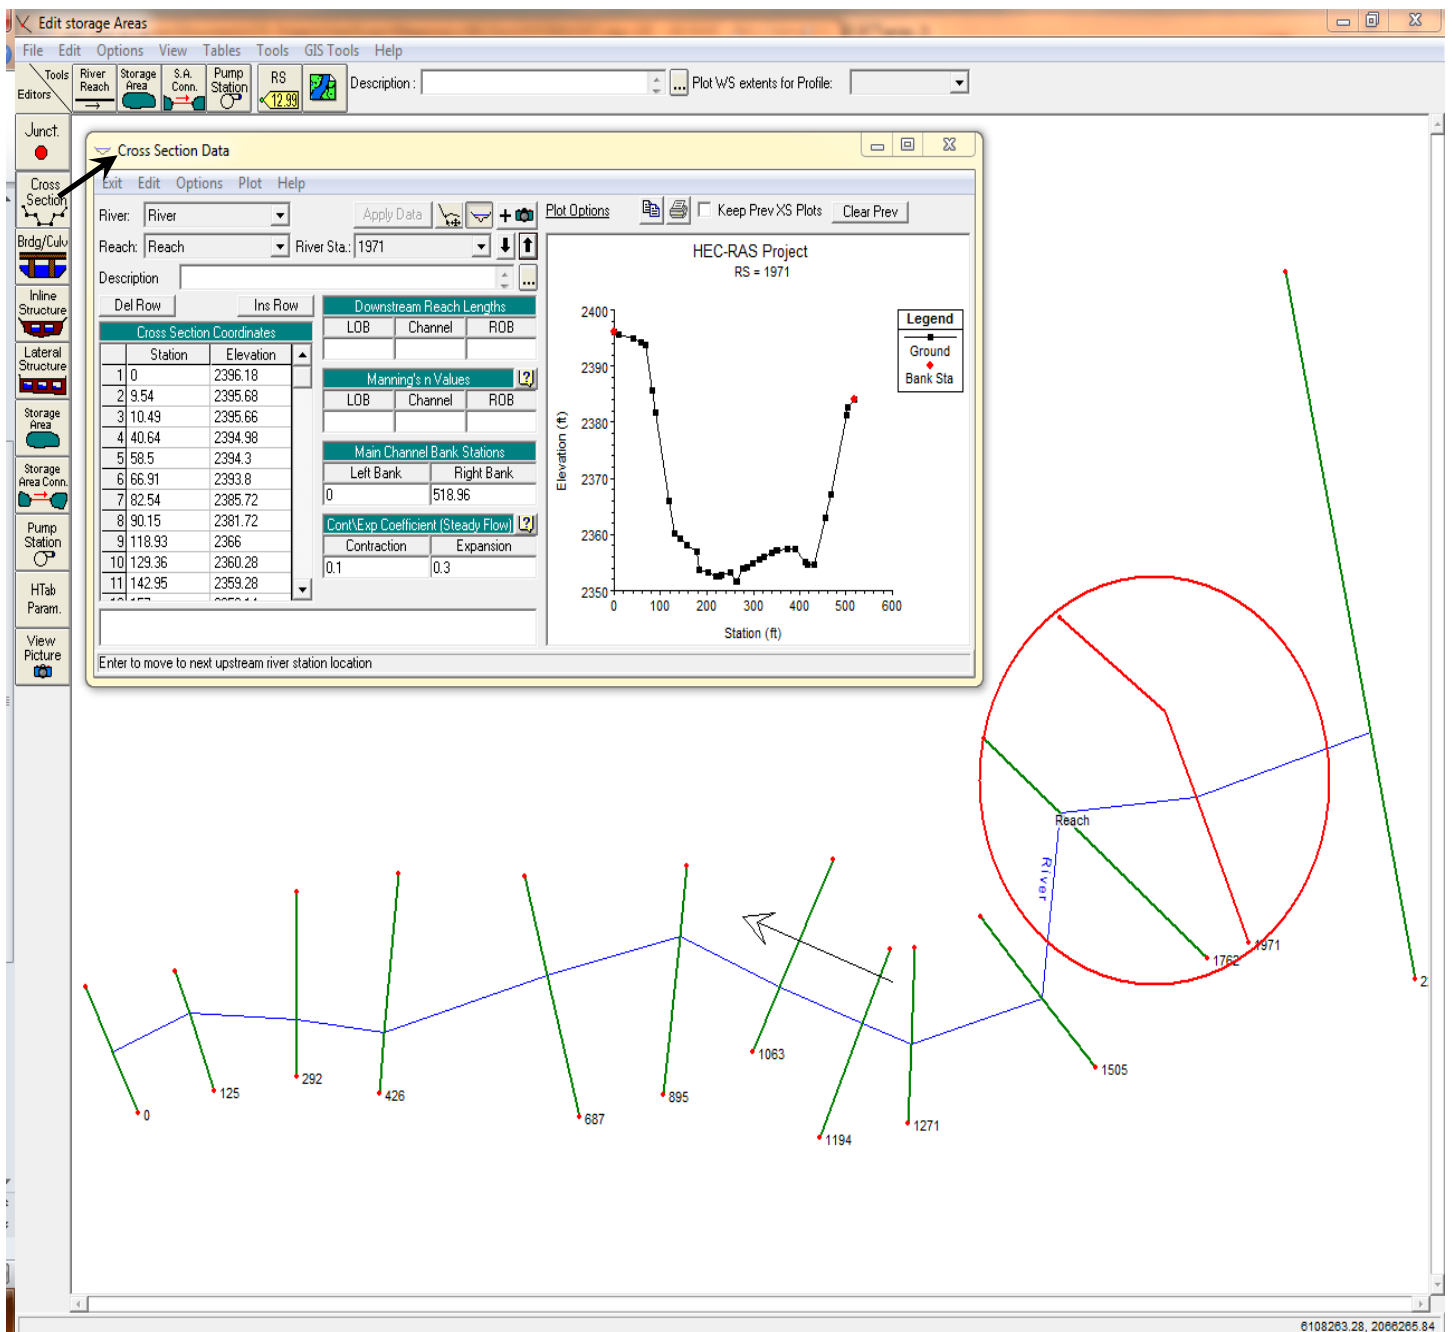 Edit storage Areas
File Edit Options View Tables Tools GIS Tools Help
Tools
Editors
River Reach
Storage Area
S.A. Conn.
Pump Station
RS
12.99
Description :
...
Plot WS extents for Profile:
Junct.
Cross Section
Brdg/Culv
Inline Structure
Lateral Structure
Storage Area
Storage Area Conn.
Pump Station
HTab Param.
View Picture
Cross Section Data
Exit Edit Options Plot Help
River: River
Apply Data
Plot Options
Keep Prev XS Plots
Clear Prev
Reach: Reach
River Sta.: 1971
Description
...
Del Row
Ins Row
Cross Section Coordinates
Station Elevation
1 0 2396.18
2 9.54 2395.68
3 10.49 2395.66
4 40.64 2394.98
5 58.5 2394.3
6 66.91 2393.8
7 82.54 2385.72
8 90.15 2381.72
9 118.93 2366
10 129.36 2360.28
11 142.95 2359.28
Downstream Reach Lengths
LOB Channel ROB
Manning's n Values
LOB Channel ROB
Main Channel Bank Stations
Left Bank Right Bank
0 518.96
Cont\Exp Coefficient (Steady Flow)
Contraction Expansion
0.1 0.3
Enter to move to next upstream river station location
HEC-RAS Project
RS = 1971
2400
2390
2380
2370
2360
2350
Elevation (ft)
0 100 200 300 400 500 600
Station (ft)
Legend
Ground
Bank Sta
Reach
River
1971
1762
2
1505
1271
1194
1063
895
687
426
292
125
0
6108263.28, 2066265.84